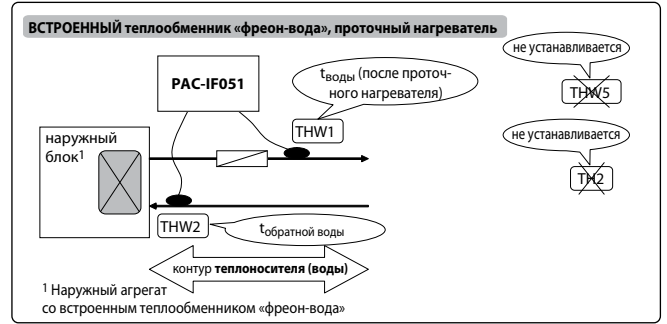 ВСТРОЕННЫЙ теплообменник «фреон-вода», проточный нагреватель
не устанавливается
THW5
tводы (после проточ-
ного нагревателя)
PAC-IF051
THW1
не устанавливается
TH2
наружный
блок1
THW2
tобратной воды
контур теплоносителя (воды)
1 Наружный агрегат
со встроенным теплообменником «фреон-вода»